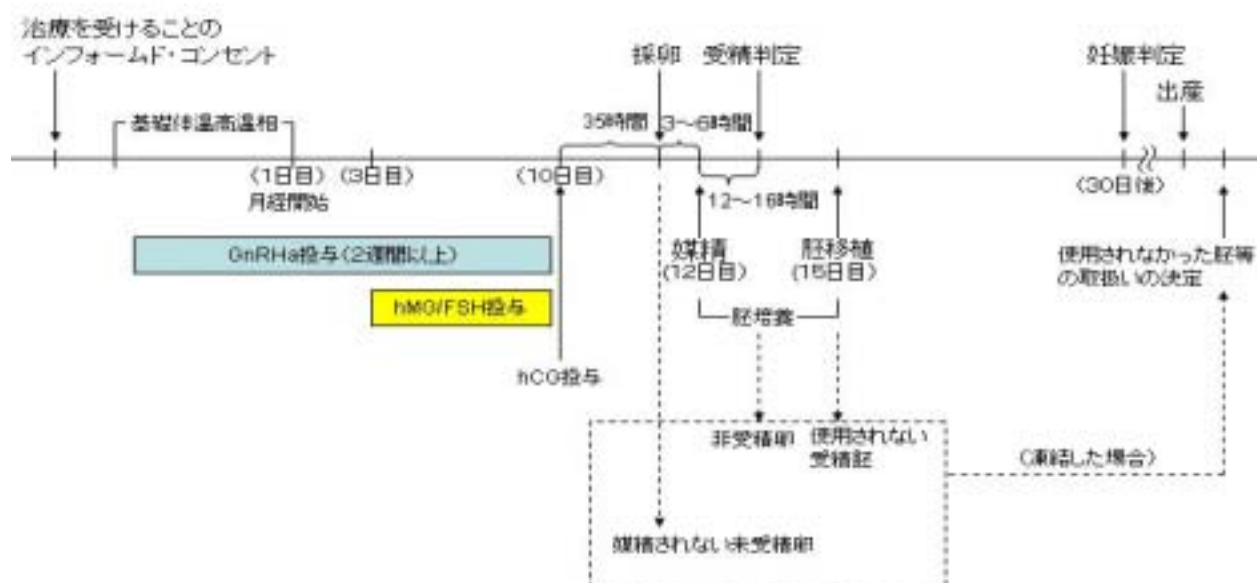 治療を受けることの
インフォームド・コンセント
採卵
受精判定
妊娠判定
出産
基礎体温高温相
35時間
3～6時間
(1日目)
月経開始
(3日目)
(10日目)
12～16時間
(30日後)
GnRHa投与(2週間以上)
媒精
(12日目)
胚移植
(15日目)
使用されなかった胚等
の取扱いの決定
hMG/FSH投与
胚培養
hCG投与
非受精卵
使用されない
受精胚
(凍結した場合)
媒精されない未受精卵